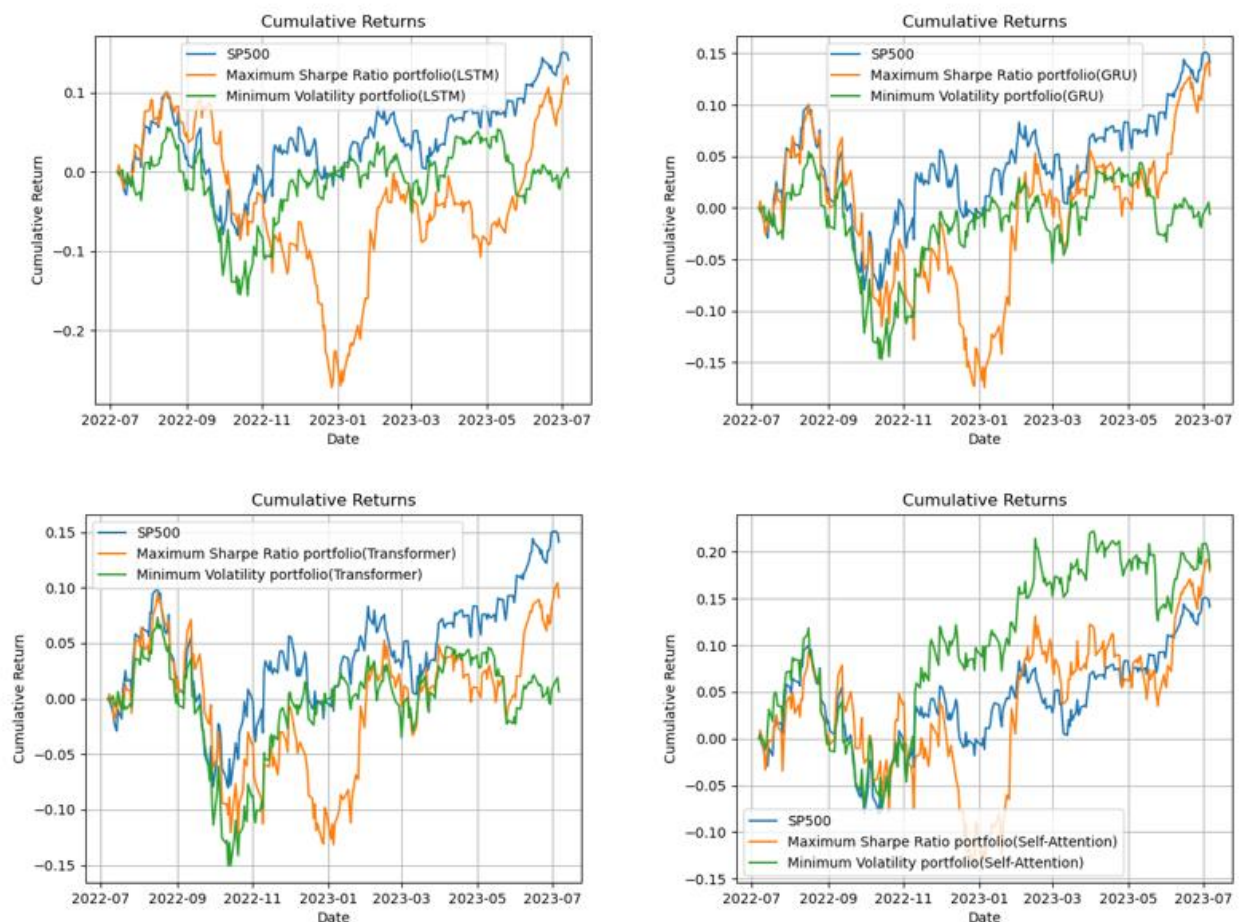 Cumulative Returns
SP500
Maximum Sharpe Ratio portfolio(LSTM)
Minimum Volatility portfolio(LSTM)
Cumulative Return
0.1
0.0
−0.1
−0.2
2022-07 2022-09 2022-11 2023-01 2023-03 2023-05 2023-07
Date
Cumulative Returns
SP500
Maximum Sharpe Ratio portfolio(GRU)
Minimum Volatility portfolio(GRU)
Cumulative Return
0.15
0.10
0.05
0.00
−0.05
−0.10
−0.15
2022-07 2022-09 2022-11 2023-01 2023-03 2023-05 2023-07
Date
Cumulative Returns
SP500
Maximum Sharpe Ratio portfolio(Transformer)
Minimum Volatility portfolio(Transformer)
Cumulative Return
0.15
0.10
0.05
0.00
−0.05
−0.10
−0.15
2022-07 2022-09 2022-11 2023-01 2023-03 2023-05 2023-07
Date
Cumulative Returns
Cumulative Return
0.20
0.15
0.10
0.05
0.00
−0.05
−0.10
−0.15
SP500
Maximum Sharpe Ratio portfolio(Self-Attention)
Minimum Volatility portfolio(Self-Attention)
2022-07 2022-09 2022-11 2023-01 2023-03 2023-05 2023-07
Date